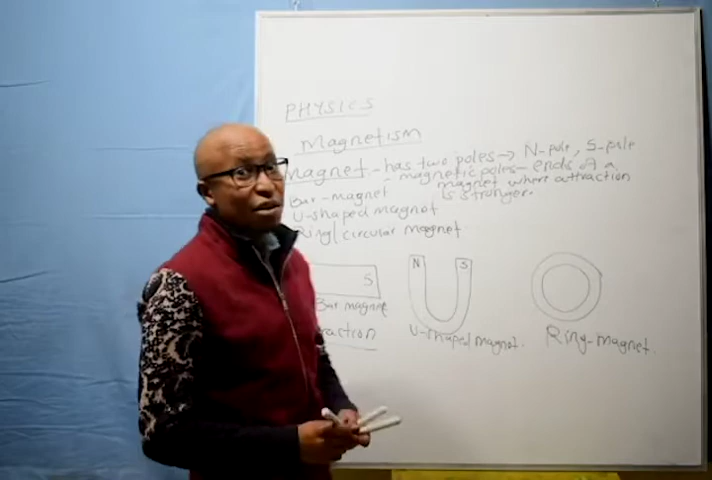 PHYSICS
Magnetism
Magnet - has two poles → N-pole, S-pole
- magnetic poles - ends of a
magnet where attraction
is stronger.
Bar-magnet
U-shaped magnet
Ring/circular magnet
S
N S
Bar magnet
U-shaped magnet.
Ring-magnet.